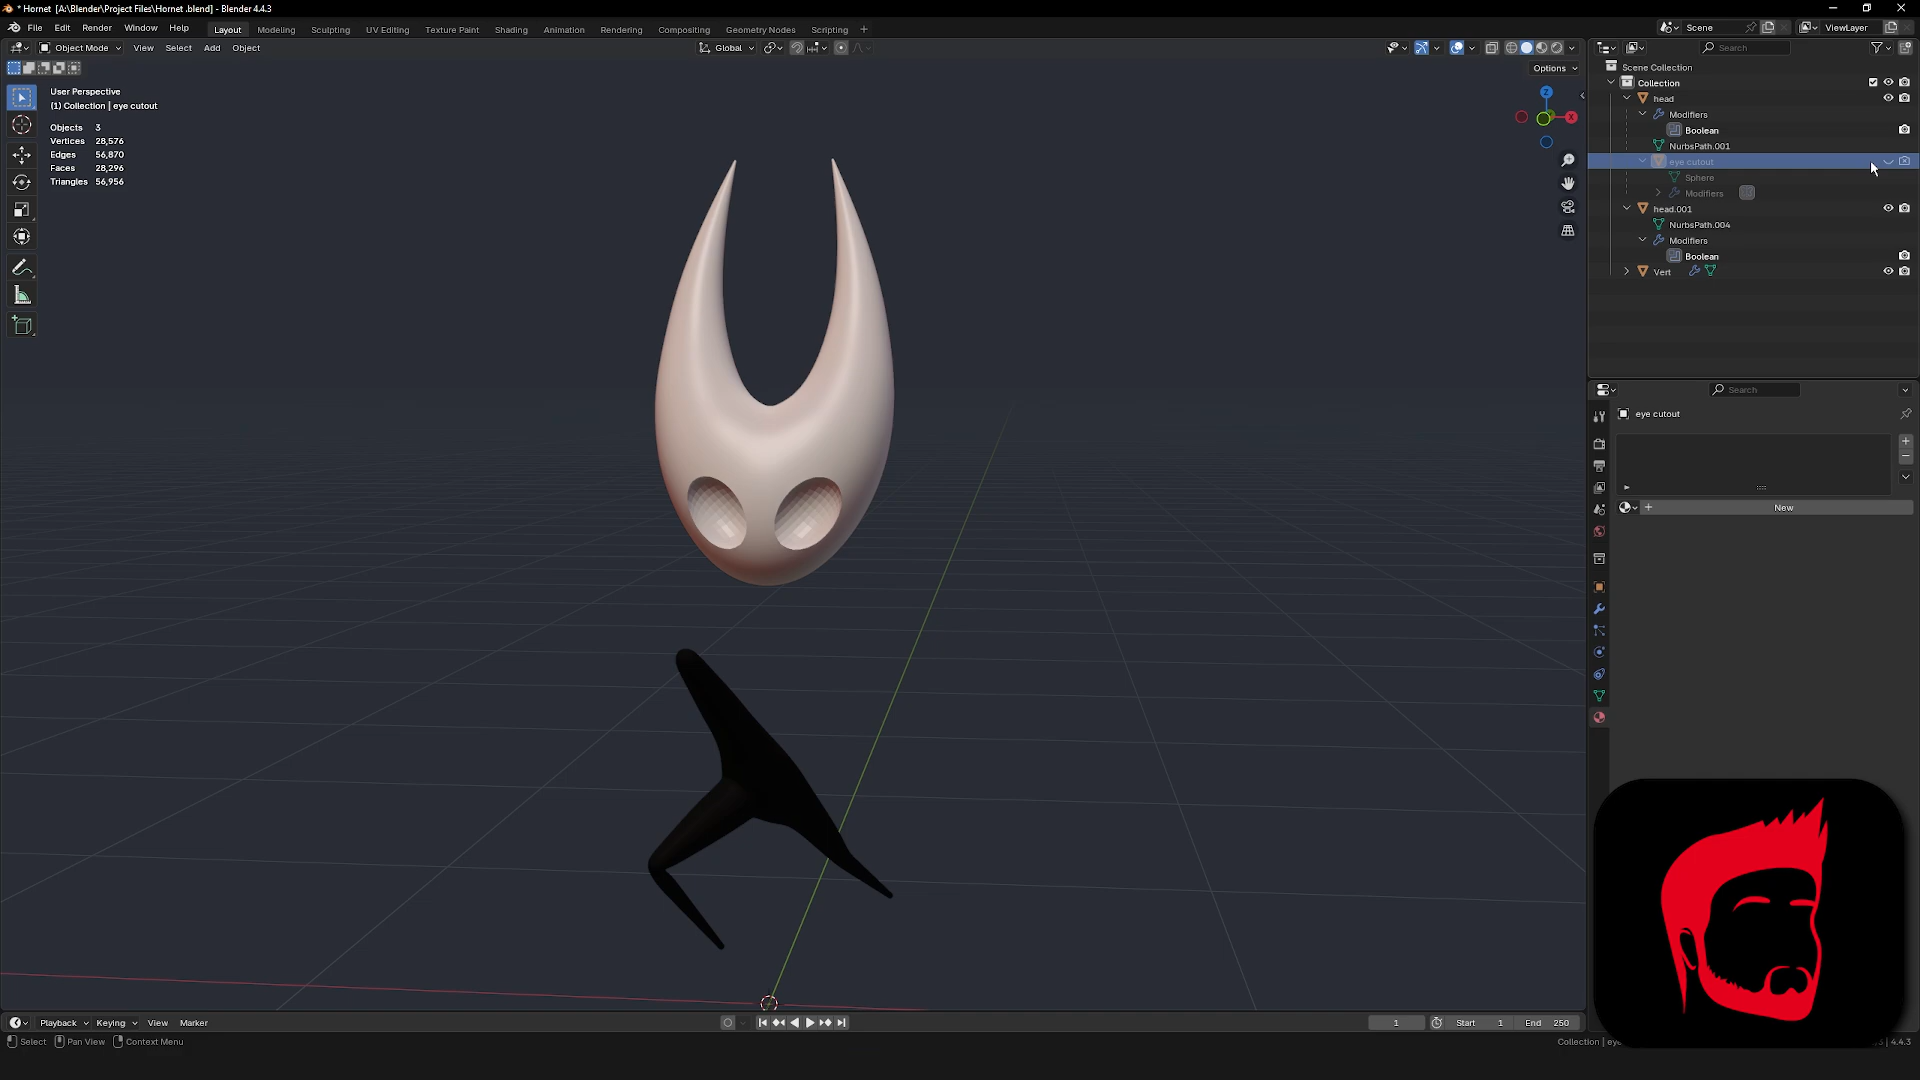 * Hornet [A:\Blender\Project Files\Hornet .blend] - Blender 4.4.3
File Edit Render Window Help Layout Modeling Sculpting UV Editing Texture Paint Shading Animation Rendering Compositing Geometry Nodes Scripting + Scene ViewLayer
Object Mode View Select Add Object Global Search
Options
User Perspective
(1) Collection | eye cutout
Objects 3
Vertices 28,576
Edges 56,870
Faces 28,296
Triangles 56,956
Z
X
Scene Collection
Collection
head
Modifiers
Boolean
NurbsPath.001
eye cutout
Sphere
Modifiers
head.001
NurbsPath.004
Modifiers
Boolean
Vert
Search
eye cutout
New
Playback Keying View Marker 1 Start 1 End 250
Select Pan View Context Menu Collection | eye
4.4.3